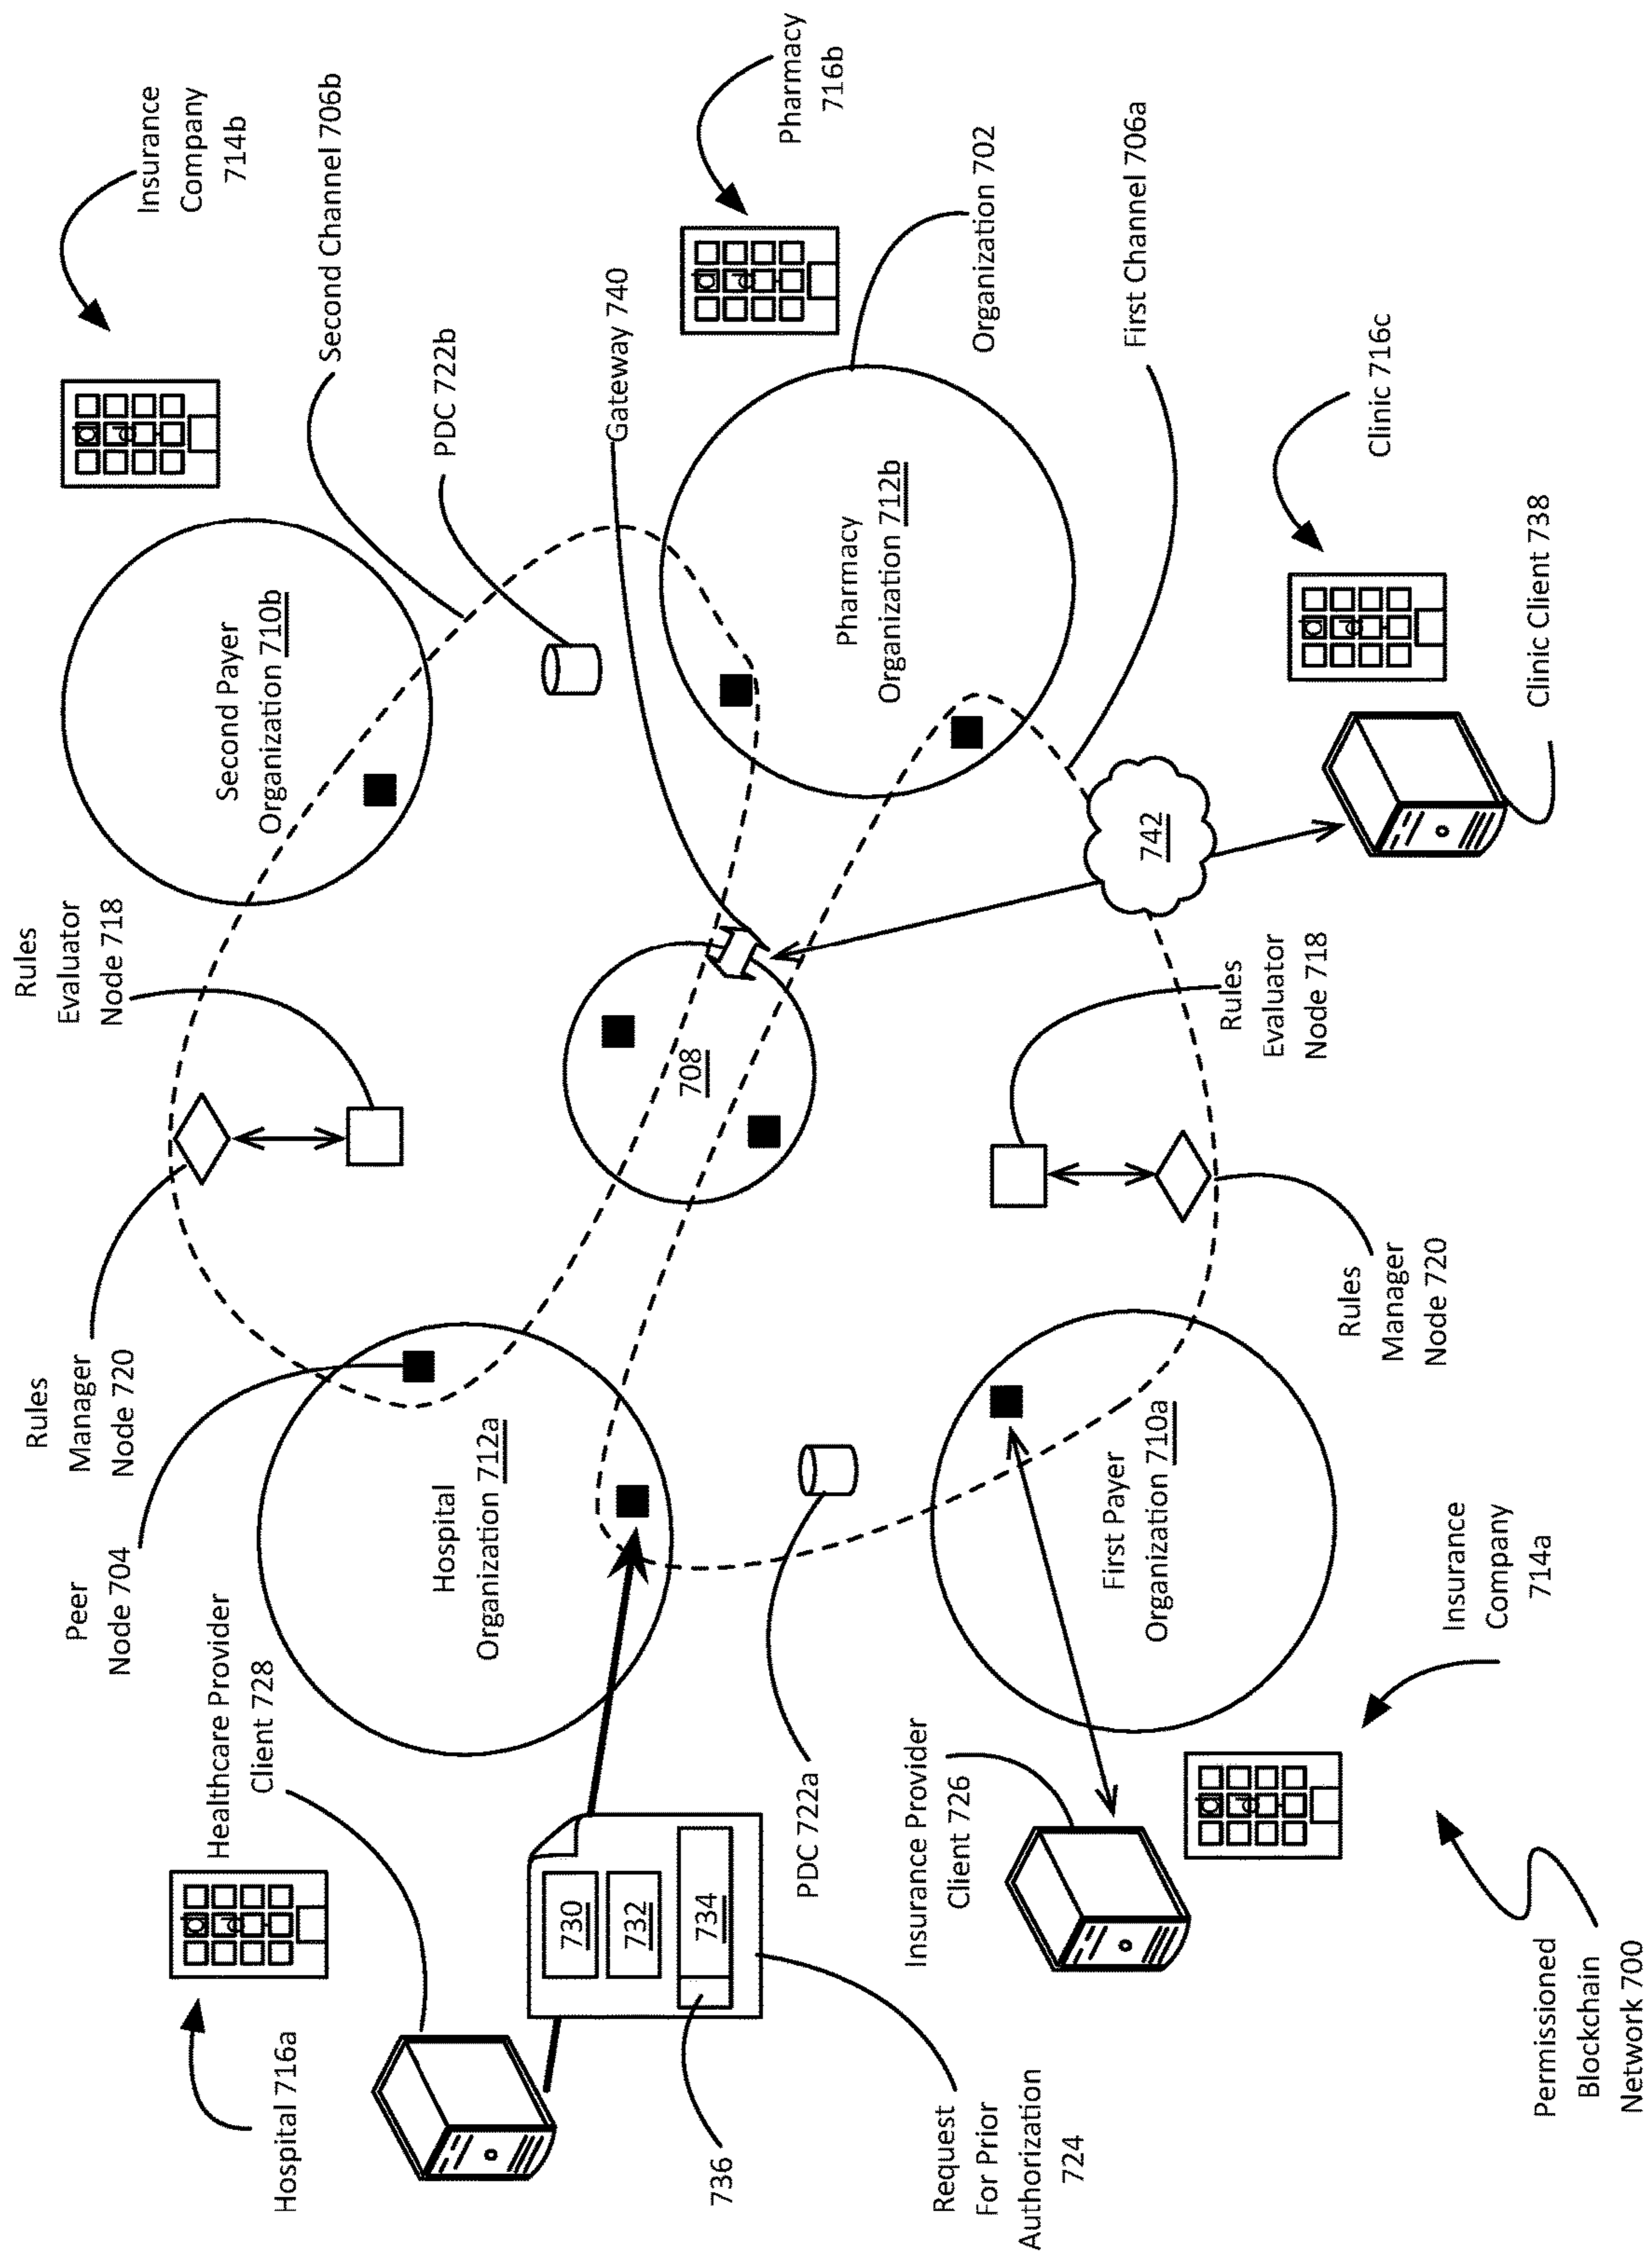 Hospital 716a
Healthcare Provider
Client 728
Peer
Node 704
Rules
Manager
Node 720
Rules
Evaluator
Node 718
Insurance
Company
714b
Second Channel 706b
PDC 722b
Second Payer
Organization 710b
Hospital
Organization 712a
Gateway 740
Pharmacy
716b
730
732
734
736
708
Pharmacy
Organization 712b
Organization 702
Request
For Prior
Authorization
724
PDC 722a
Insurance Provider
Client 726
First Payer
Organization 710a
742
First Channel 706a
Rules
Evaluator
Node 718
Clinic 716c
Clinic Client 738
Rules
Manager
Node 720
Insurance
Company
714a
Permissioned
Blockchain
Network 700